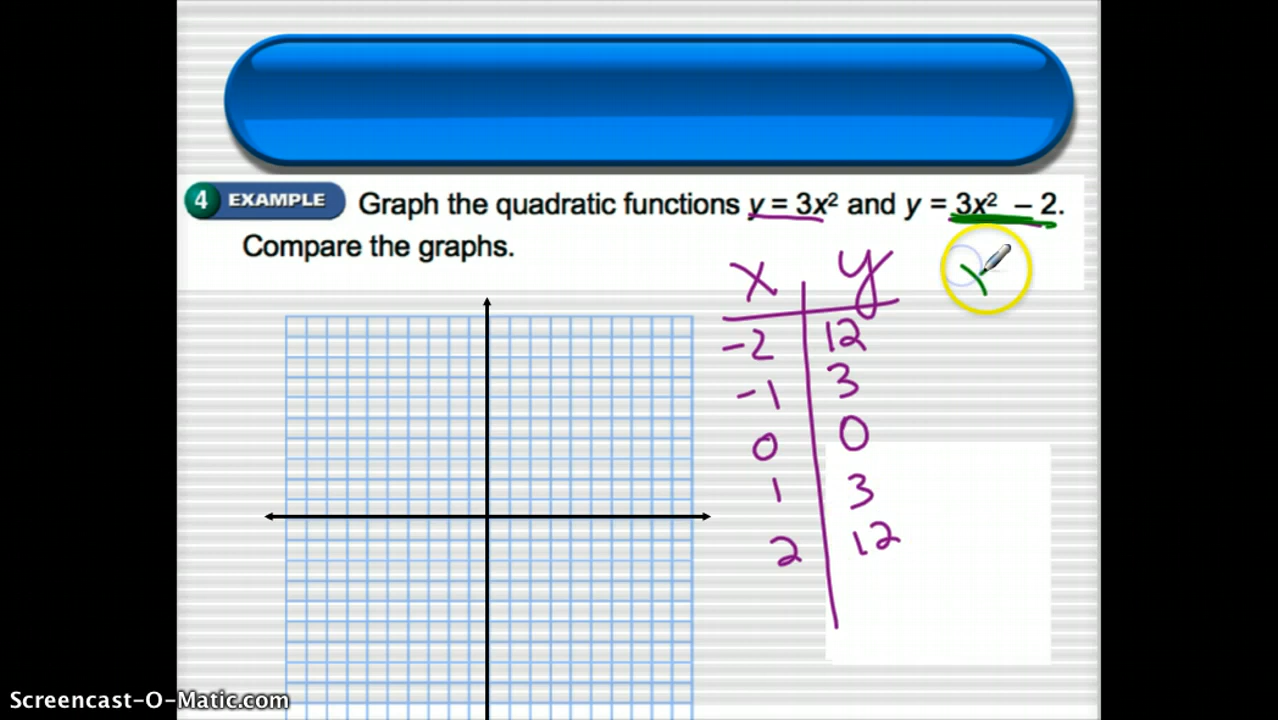 4 EXAMPLE Graph the quadratic functions y = 3x² and y = 3x² − 2.
Compare the graphs.
x y x
-2 12
-1 3
0 0
1 3
2 12
Screencast-O-Matic.com